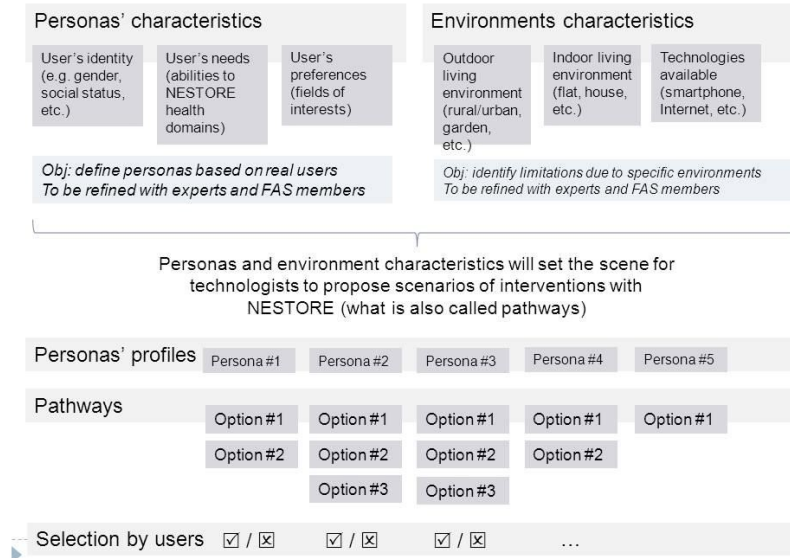 Personas' characteristics
User's identity
(e.g. gender,
social status,
etc.)
User's needs
(abilities to
NESTORE
health
domains)
User's
preferences
(fields of
interests)
Obj: define personas based on real users
To be refined with experts and FAS members
Environments characteristics
Outdoor
living
environment
(rural/urban,
garden,
etc.)
Indoor living
environment
(flat, house,
etc.)
Technologies
available
(smartphone,
Internet, etc.)
Obj: identify limitations due to specific environments
To be refined with experts and FAS members
Personas and environment characteristics will set the scene for
technologists to propose scenarios of interventions with
NESTORE (what is also called pathways)
Personas' profiles Persona #1 Persona #2 Persona #3 Persona #4 Persona #5
Pathways
Option #1 Option #1 Option #1 Option #1 Option #1
Option #2 Option #2 Option #2 Option #2
Option #3 Option #3
Selection by users ☑ / ☒ ☑ / ☒ ☑ / ☒ ...